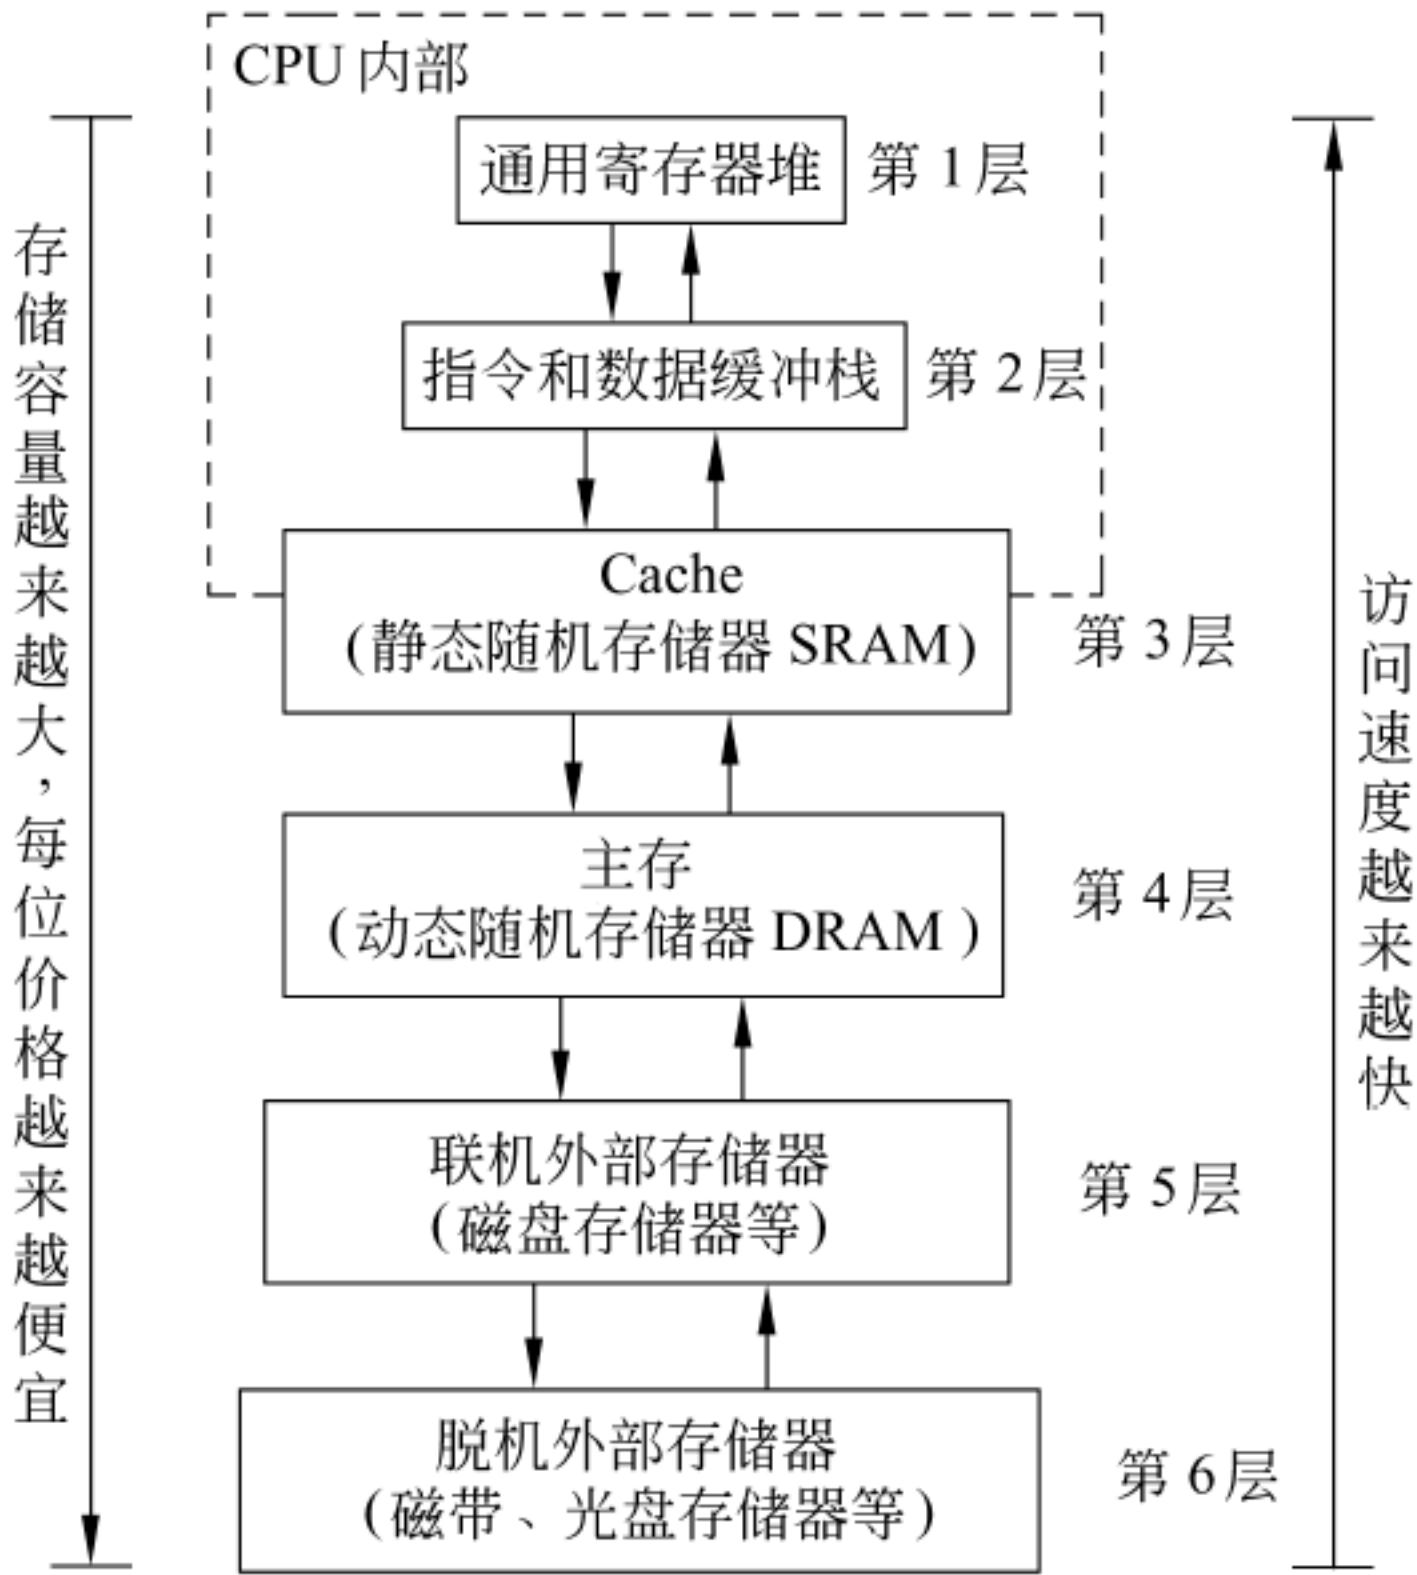 CPU 内部
通用寄存器堆
第 1 层
指令和数据缓冲栈
第 2 层
Cache
(静态随机存储器 SRAM)
第 3 层
主存
(动态随机存储器 DRAM )
第 4 层
联机外部存储器
(磁盘存储器等)
第 5 层
脱机外部存储器
(磁带、光盘存储器等)
第 6 层
存储容量越来越大,每位价格越来越便宜
访问速度越来越快